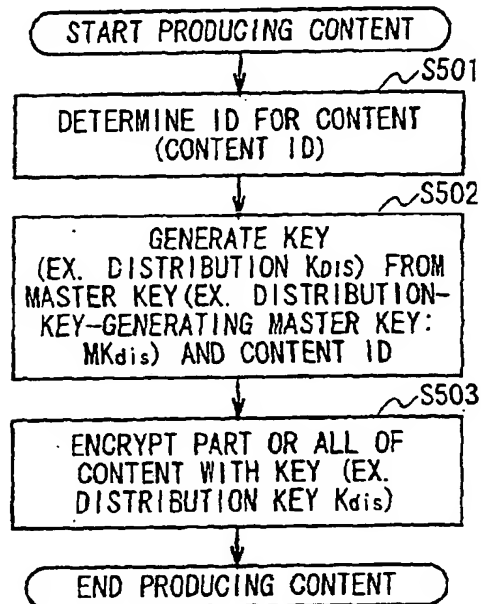 START PRODUCING CONTENT
S501
DETERMINE ID FOR CONTENT
(CONTENT ID)
S502
GENERATE KEY
(EX. DISTRIBUTION KDIS) FROM
MASTER KEY(EX. DISTRIBUTION-
KEY-GENERATING MASTER KEY:
MKdis) AND CONTENT ID
S503
ENCRYPT PART OR ALL OF
CONTENT WITH KEY (EX.
DISTRIBUTION KEY Kdis)
END PRODUCING CONTENT